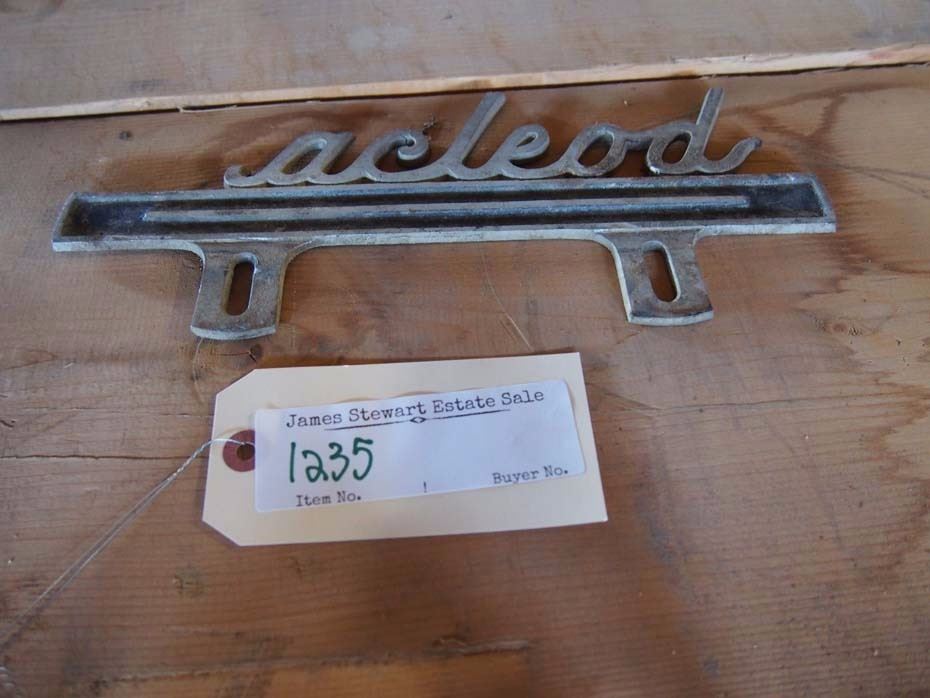 acleod
James Stewart Estate Sale
1235
Item No.
Buyer No.